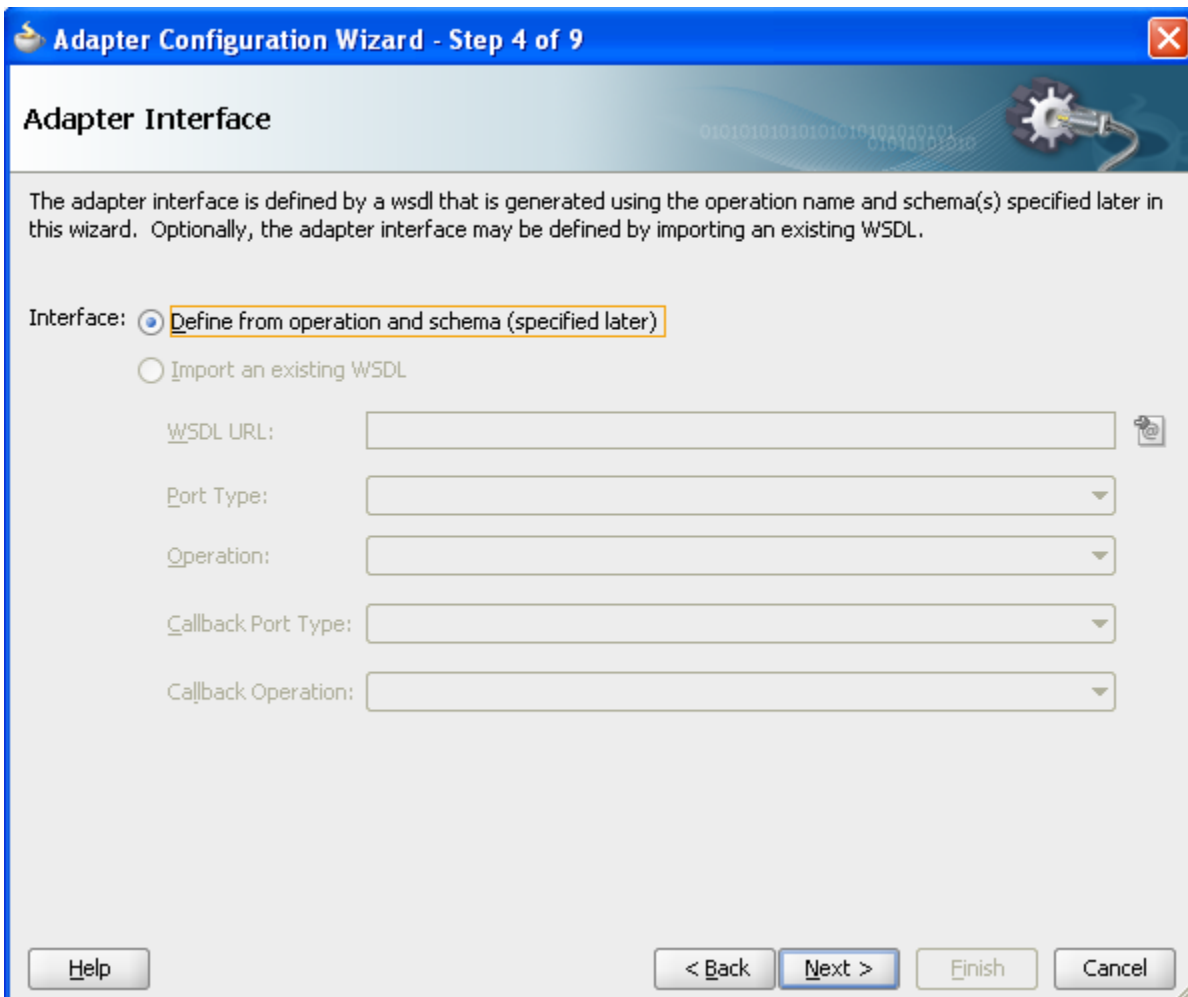 Adapter Configuration Wizard - Step 4 of 9
Adapter Interface
The adapter interface is defined by a wsdl that is generated using the operation name and schema(s) specified later in
this wizard.  Optionally, the adapter interface may be defined by importing an existing WSDL.
Interface: Define from operation and schema (specified later)
Import an existing WSDL
WSDL URL:
Port Type:
Operation:
Callback Port Type:
Callback Operation:
Help < Back Next > Finish Cancel